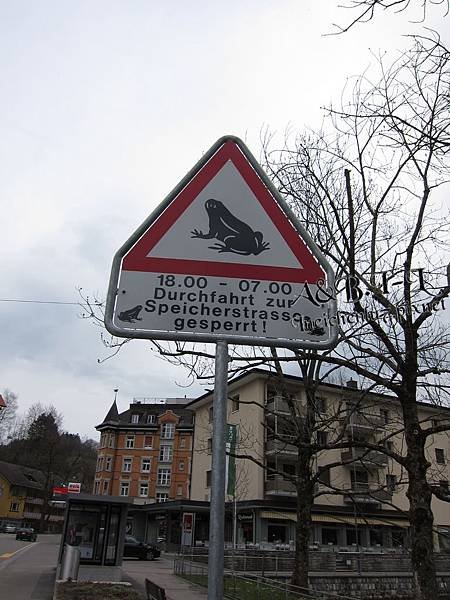 18.00 - 07.00
Durchfahrt zur
Speicherstrasse
gesperrt!